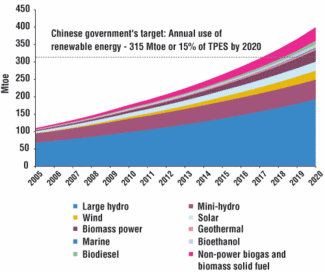 450
400
350
300
250
200
150
100
50
0
Mtoe
Chinese government's target: Annual use of
renewable energy - 315 Mtoe or 15% of TPES by 2020
2005 2006 2007 2008 2009 2010 2011 2012 2013 2014 2015 2016 2017 2018 2019 2020
Large hydro Mini-hydro
Wind Solar
Biomass power Geothermal
Marine Bioethanol
Biodiesel Non-power biogas and
biomass solid fuel